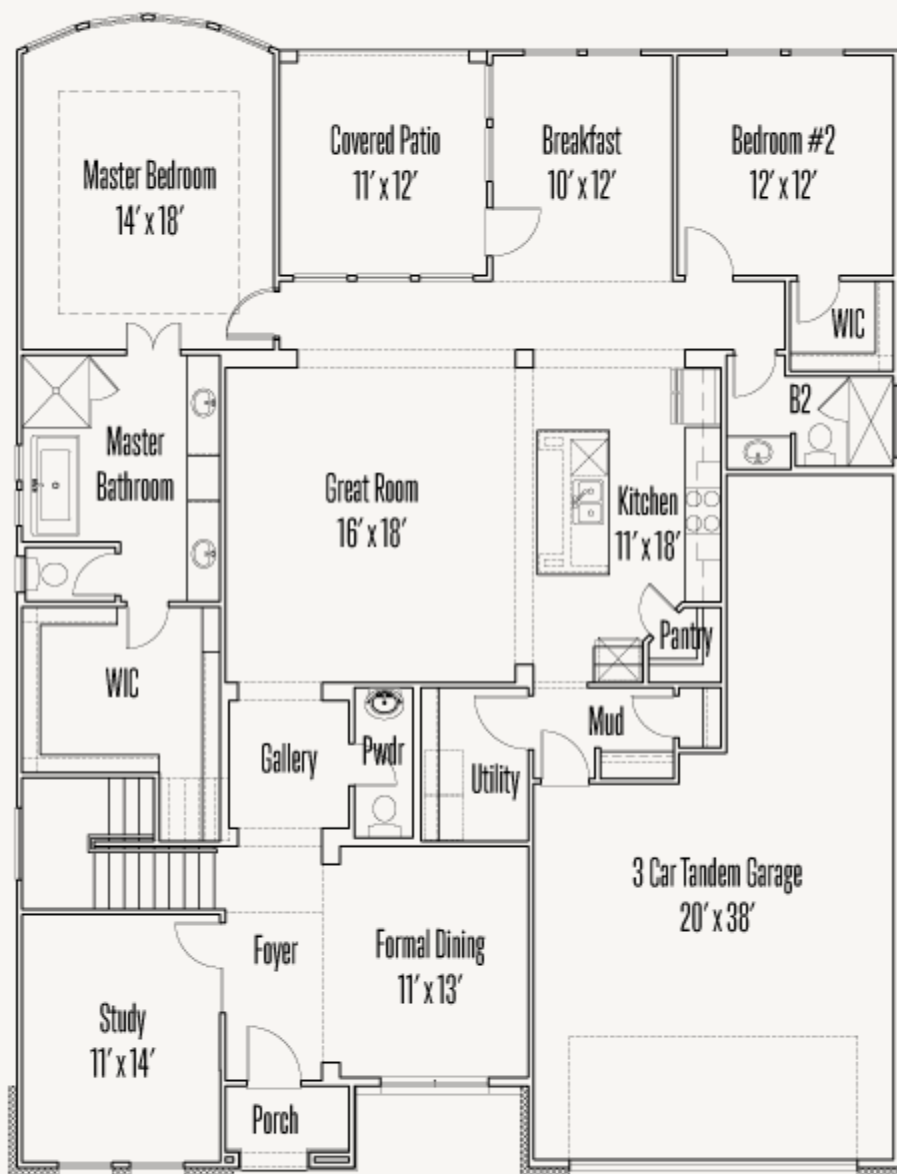 Master Bedroom
14' x 18'
Covered Patio
11' x 12'
Breakfast
10' x 12'
Bedroom #2
12' x 12'
WIC
B2
Master
Bathroom
Great Room
16' x 18'
Kitchen
11' x 18'
Pantry
WIC
Gallery
Pwdr
Utility
Mud
3 Car Tandem Garage
20' x 38'
Foyer
Formal Dining
11' x 13'
Study
11' x 14'
Porch